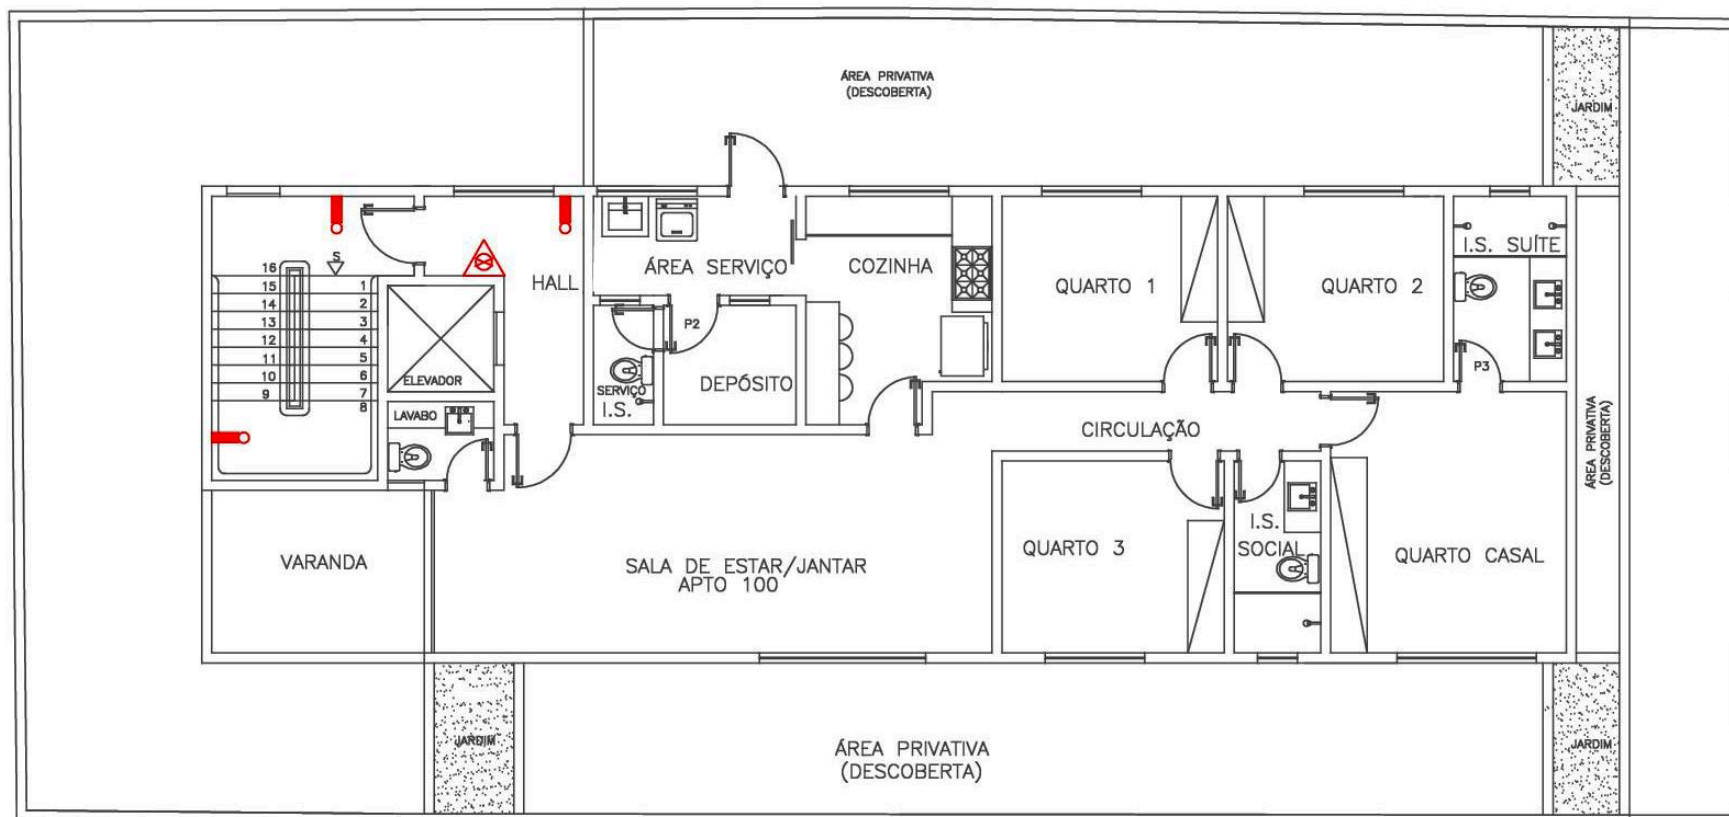 ÁREA PRIVATIVA
(DESCOBERTA)
JARDIM
S
16
15
14
13
12
11
10
9
1
2
3
4
5
6
7
8
HALL
ELEVADOR
LAVABO
ÁREA SERVIÇO
COZINHA
P2
SERVIÇO
I.S.
DEPÓSITO
QUARTO 1
QUARTO 2
I.S. SUÍTE
P3
CIRCULAÇÃO
ÁREA PRIVATIVA
(DESCOBERTA)
VARANDA
SALA DE ESTAR/JANTAR
APTO 100
QUARTO 3
I.S.
SOCIAL
QUARTO CASAL
JARDIM
ÁREA PRIVATIVA
(DESCOBERTA)
JARDIM